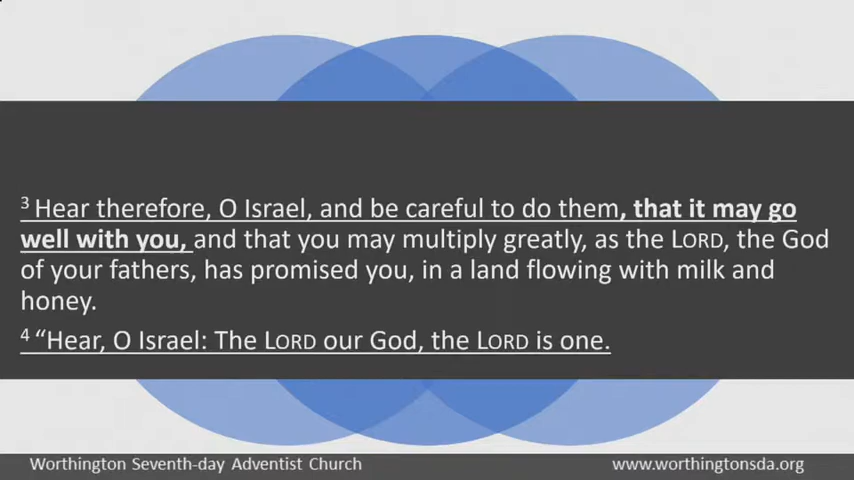 ³ Hear therefore, O Israel, and be careful to do them, that it may go
well with you, and that you may multiply greatly, as the LORD, the God
of your fathers, has promised you, in a land flowing with milk and
honey.
⁴ “Hear, O Israel: The LORD our God, the LORD is one.
Worthington Seventh-day Adventist Church
www.worthingtonsda.org